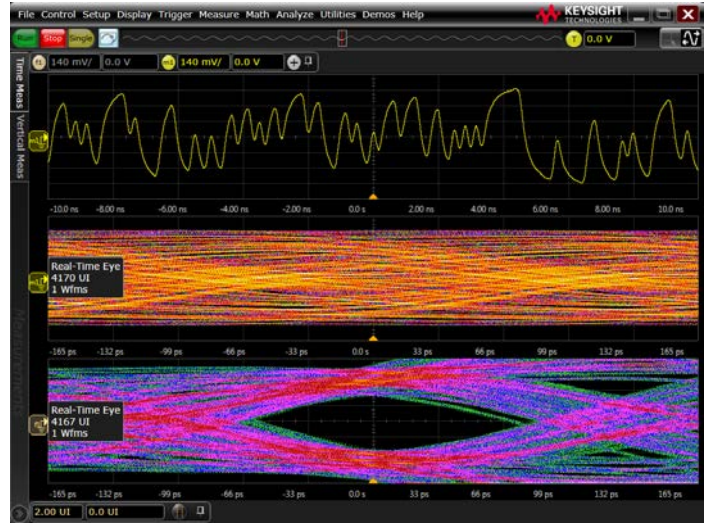 File Control Setup Display Trigger Measure Math Analyze Utilities Demos Help
KEYSIGHT
TECHNOLOGIES
Run Stop Single T 0.0 V
f1 140 mV/ 0.0 V m1 140 mV/ 0.0 V
Time Meas
Vertical Meas
-10.0 ns -8.00 ns -6.00 ns -4.00 ns -2.00 ns 0.0 s 2.00 ns 4.00 ns 6.00 ns 8.00 ns 10.0 ns
Real-Time Eye
4170 UI
1 Wfms
Measurements
-165 ps -132 ps -99 ps -66 ps -33 ps 0.0 s 33 ps 66 ps 99 ps 132 ps 165 ps
Real-Time Eye
4167 UI
1 Wfms
-165 ps -132 ps -99 ps -66 ps -33 ps 0.0 s 33 ps 66 ps 99 ps 132 ps 165 ps
2.00 UI 0.0 UI